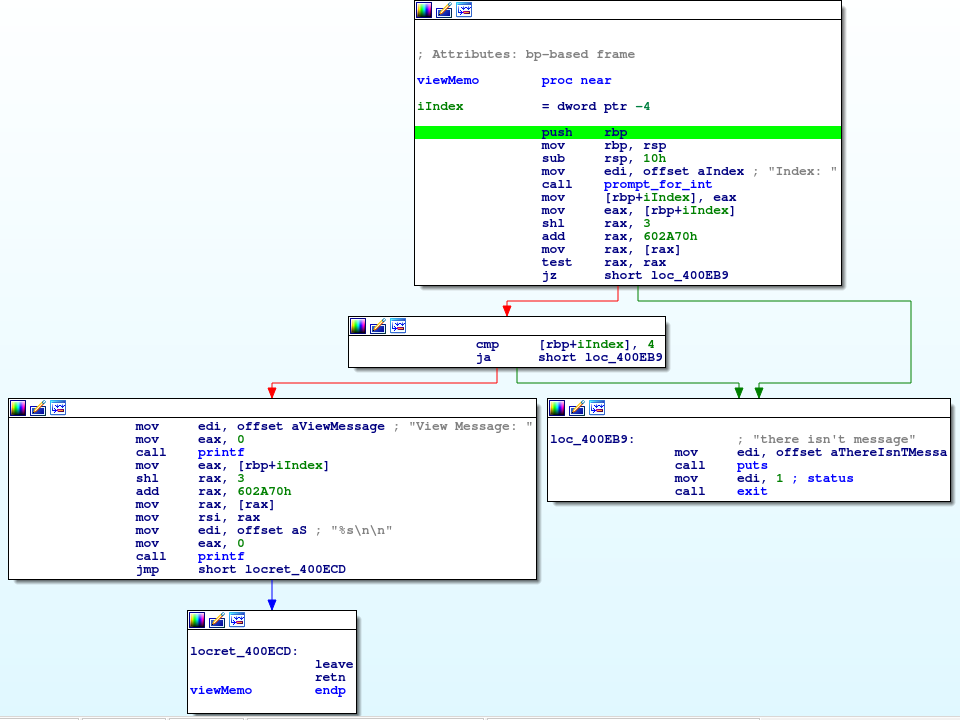 ; Attributes: bp-based frame
viewMemo proc near
iIndex = dword ptr -4
push rbp
mov rbp, rsp
sub rsp, 10h
mov edi, offset aIndex ; "Index: "
call prompt_for_int
mov [rbp+iIndex], eax
mov eax, [rbp+iIndex]
shl rax, 3
add rax, 602A70h
mov rax, [rax]
test rax, rax
jz short loc_400EB9
cmp [rbp+iIndex], 4
ja short loc_400EB9
mov edi, offset aViewMessage ; "View Message: "
mov eax, 0
call printf
mov eax, [rbp+iIndex]
shl rax, 3
add rax, 602A70h
mov rax, [rax]
mov rsi, rax
mov edi, offset aS ; "%s\n\n"
mov eax, 0
call printf
jmp short locret_400ECD
loc_400EB9: ; "there isn't message"
mov edi, offset aThereIsnTMessa
call puts
mov edi, 1 ; status
call exit
locret_400ECD:
leave
retn
viewMemo endp